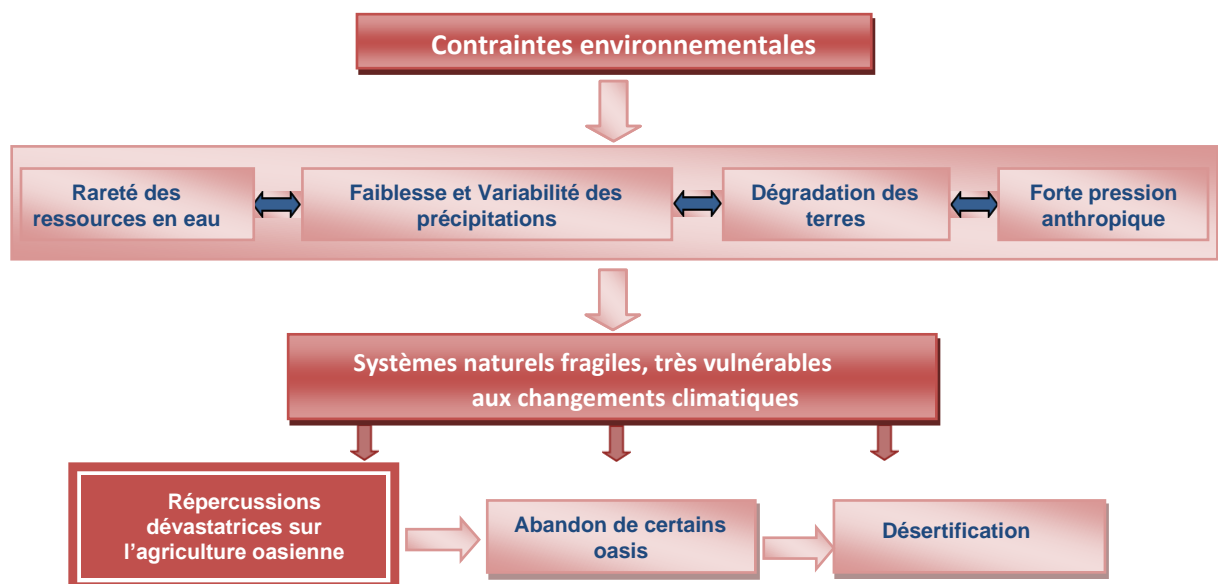 Contraintes environnementales
Rareté des
ressources en eau
Faiblesse et Variabilité des
précipitations
Dégradation des
terres
Forte pression
anthropique
Systèmes naturels fragiles, très vulnérables
aux changements climatiques
Répercussions
dévastatrices sur
l'agriculture oasienne
Abandon de certains
oasis
Désertification